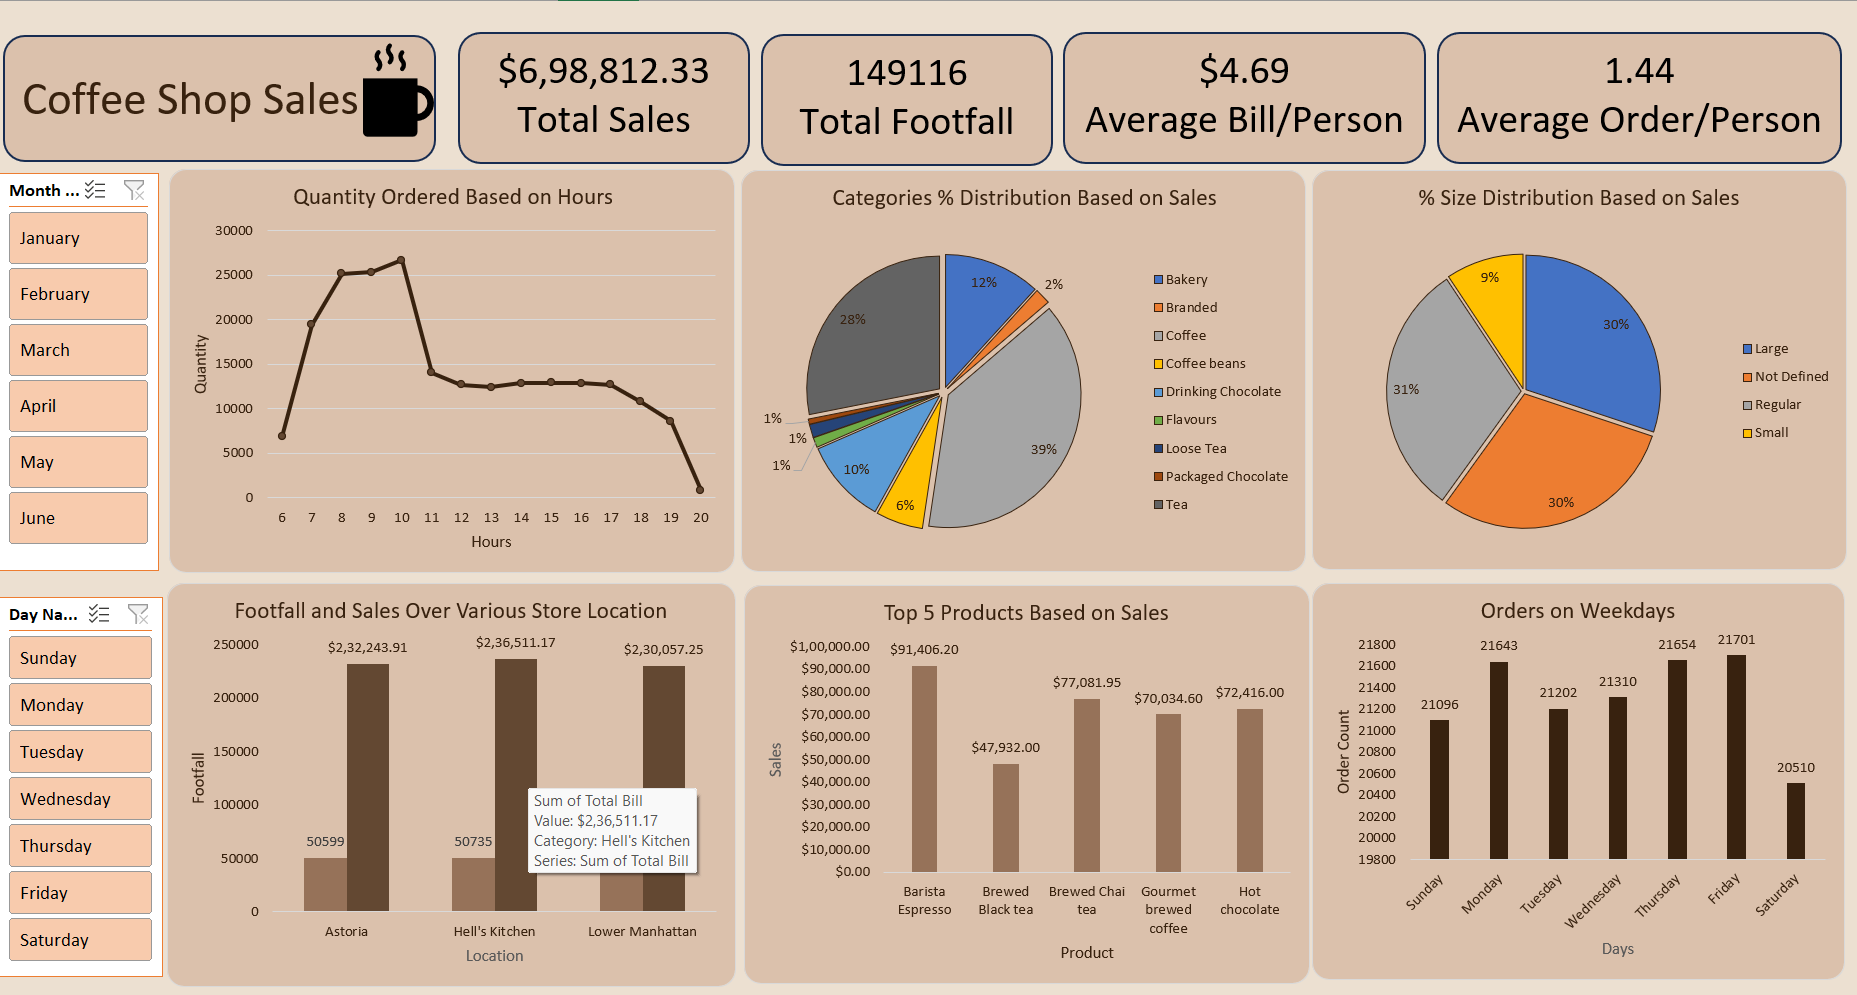 Coffee Shop Sales
$6,98,812.33
Total Sales
149116
Total Footfall
$4.69
Average Bill/Person
1.44
Average Order/Person
Month ...
January
February
March
April
May
June
Quantity Ordered Based on Hours
Quantity
30000
25000
20000
15000
10000
5000
0
6 7 8 9 10 11 12 13 14 15 16 17 18 19 20
Hours
Categories % Distribution Based on Sales
12%
2%
28%
39%
1%
1%
1%
10%
6%
Bakery
Branded
Coffee
Coffee beans
Drinking Chocolate
Flavours
Loose Tea
Packaged Chocolate
Tea
% Size Distribution Based on Sales
9%
30%
31%
30%
Large
Not Defined
Regular
Small
Day Na...
Sunday
Monday
Tuesday
Wednesday
Thursday
Friday
Saturday
Footfall and Sales Over Various Store Location
Footfall
250000
200000
150000
100000
50000
0
$2,32,243.91
$2,36,511.17
$2,30,057.25
50599
50735
Sum of Total Bill
Value: $2,36,511.17
Category: Hell's Kitchen
Series: Sum of Total Bill
Astoria
Hell's Kitchen
Lower Manhattan
Location
Top 5 Products Based on Sales
Sales
$1,00,000.00
$90,000.00
$80,000.00
$70,000.00
$60,000.00
$50,000.00
$40,000.00
$30,000.00
$20,000.00
$10,000.00
$0.00
$91,406.20
$47,932.00
$77,081.95
$70,034.60
$72,416.00
Barista
Espresso
Brewed
Black tea
Brewed Chai
tea
Gourmet
brewed
coffee
Hot
chocolate
Product
Orders on Weekdays
Order Count
21800
21600
21400
21200
21000
20800
20600
20400
20200
20000
19800
21096
21643
21202
21310
21654
21701
20510
Sunday
Monday
Tuesday
Wednesday
Thursday
Friday
Saturday
Days